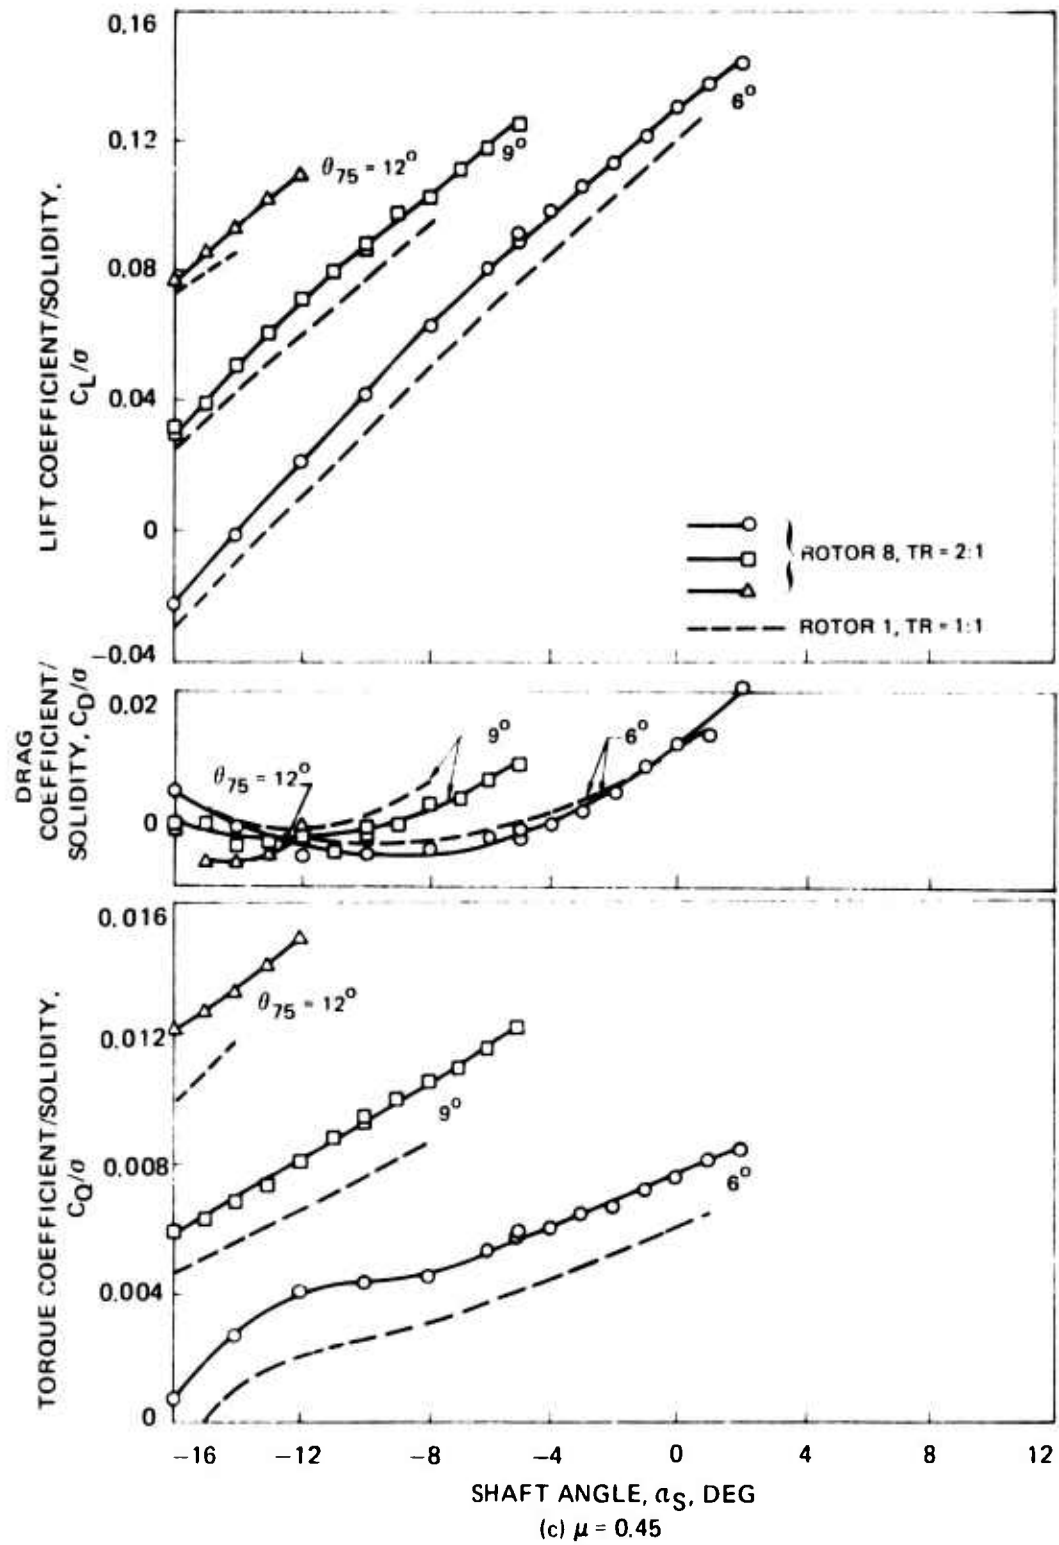 0.16
0.12
0.08
0.04
0
−0.04
LIFT COEFFICIENT/SOLIDITY,
C_L/σ
θ75 = 12°
9°
6°
ROTOR 8, TR = 2:1
ROTOR 1, TR = 1:1
DRAG
COEFFICIENT/
SOLIDITY, C_D/σ
0.02
0
θ75 = 12°
9°
6°
TORQUE COEFFICIENT/SOLIDITY,
C_Q/σ
0.016
0.012
0.008
0.004
0
θ75 = 12°
9°
6°
−16 −12 −8 −4 0 4 8 12
SHAFT ANGLE, αS, DEG
(c) μ = 0.45